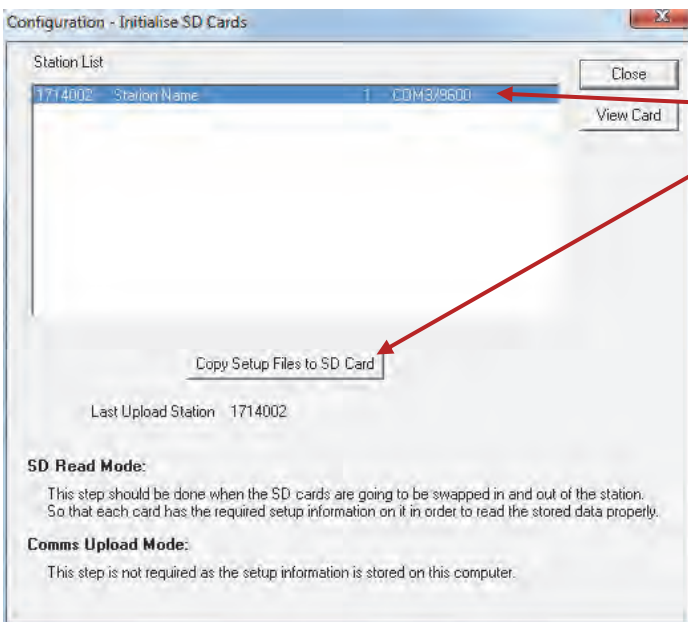 Configuration - Initialise SD Cards
Station List
Close
1714002 Station Name 1 COM3/9600
View Card
Copy Setup Files to SD Card
Last Upload Station 1714002
SD Read Mode:
This step should be done when the SD cards are going to be swapped in and out of the station.
So that each card has the required setup information on it in order to read the stored data properly.
Comms Upload Mode:
This step is not required as the setup information is stored on this computer.